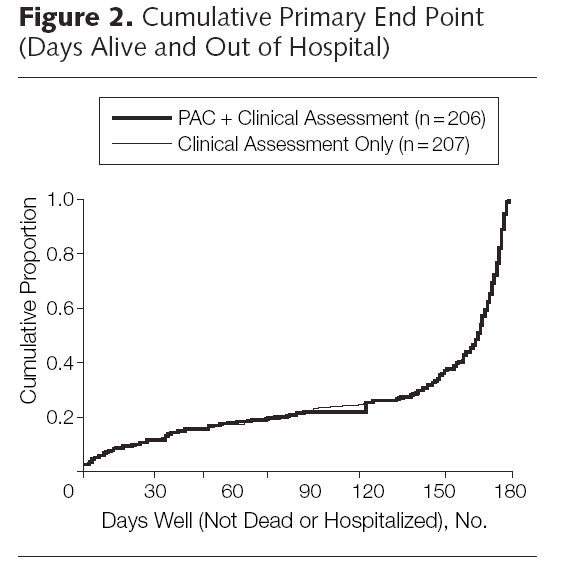 Figure 2. Cumulative Primary End Point
(Days Alive and Out of Hospital)
PAC + Clinical Assessment (n=206)
Clinical Assessment Only (n=207)
Cumulative Proportion
1.0
0.8
0.6
0.4
0.2
0 30 60 90 120 150 180
Days Well (Not Dead or Hospitalized), No.